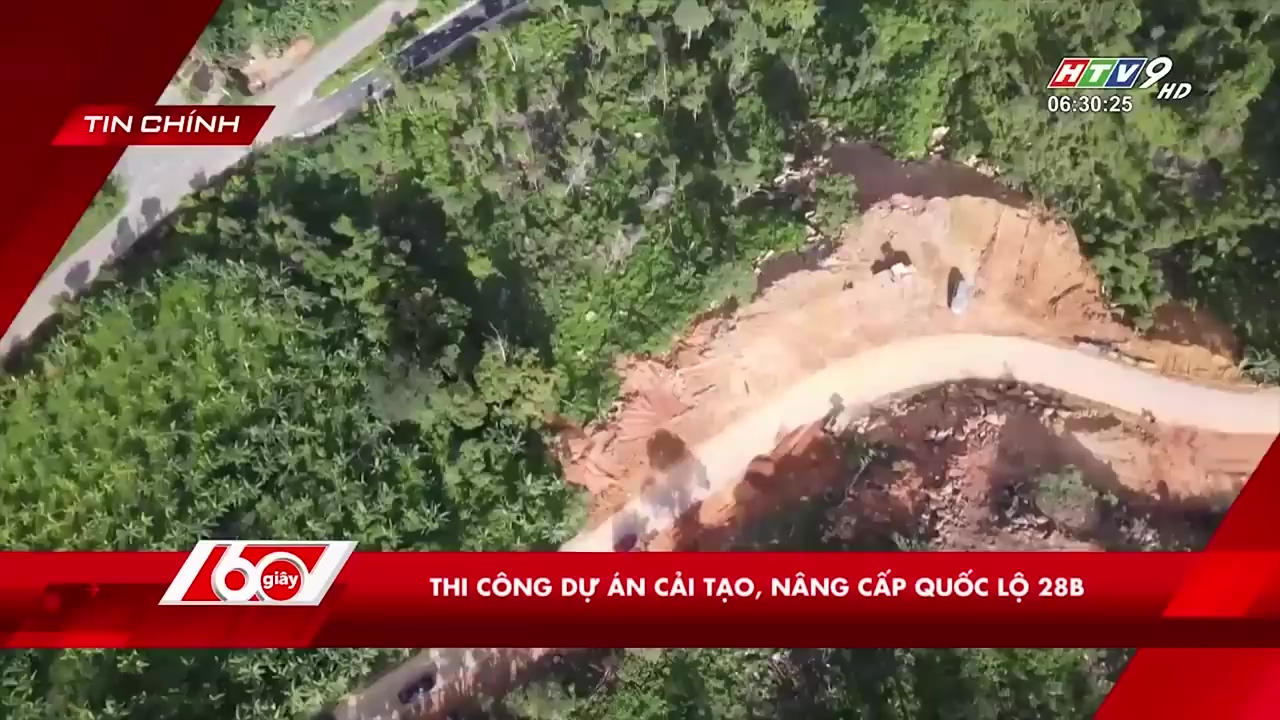 HTV9 HD
06:30:25
TIN CHÍNH
60 giây
THI CÔNG DỰ ÁN CẢI TẠO, NÂNG CẤP QUỐC LỘ 28B